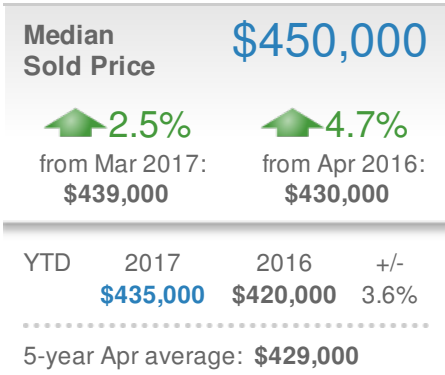 Median $450,000
Sold Price
2.5% 4.7%
from Mar 2017: from Apr 2016:
$439,000 $430,000
YTD 2017 2016 +/-
$435,000 $420,000 3.6%
5-year Apr average: $429,000